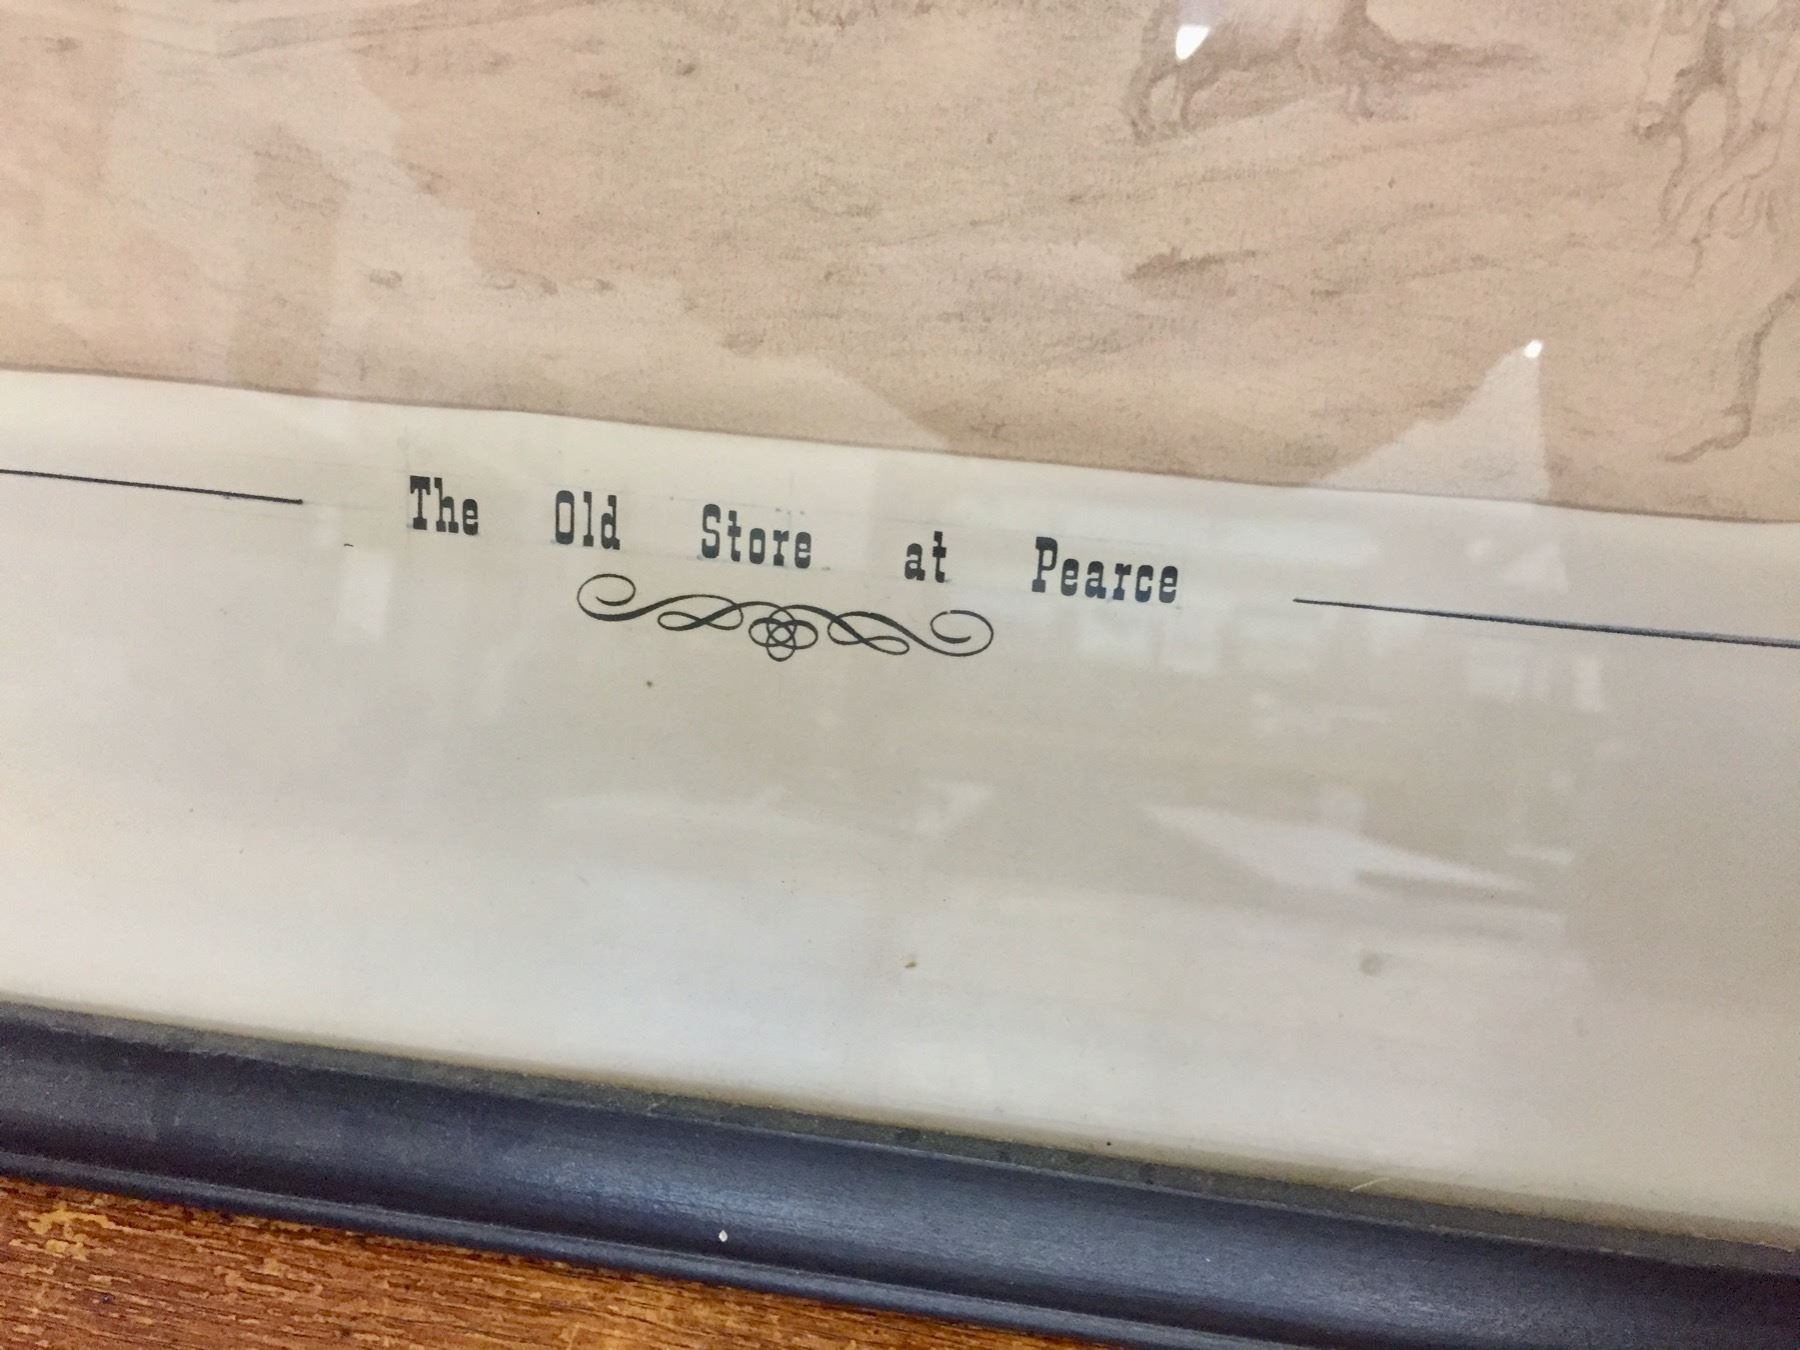 The Old Store at Pearce